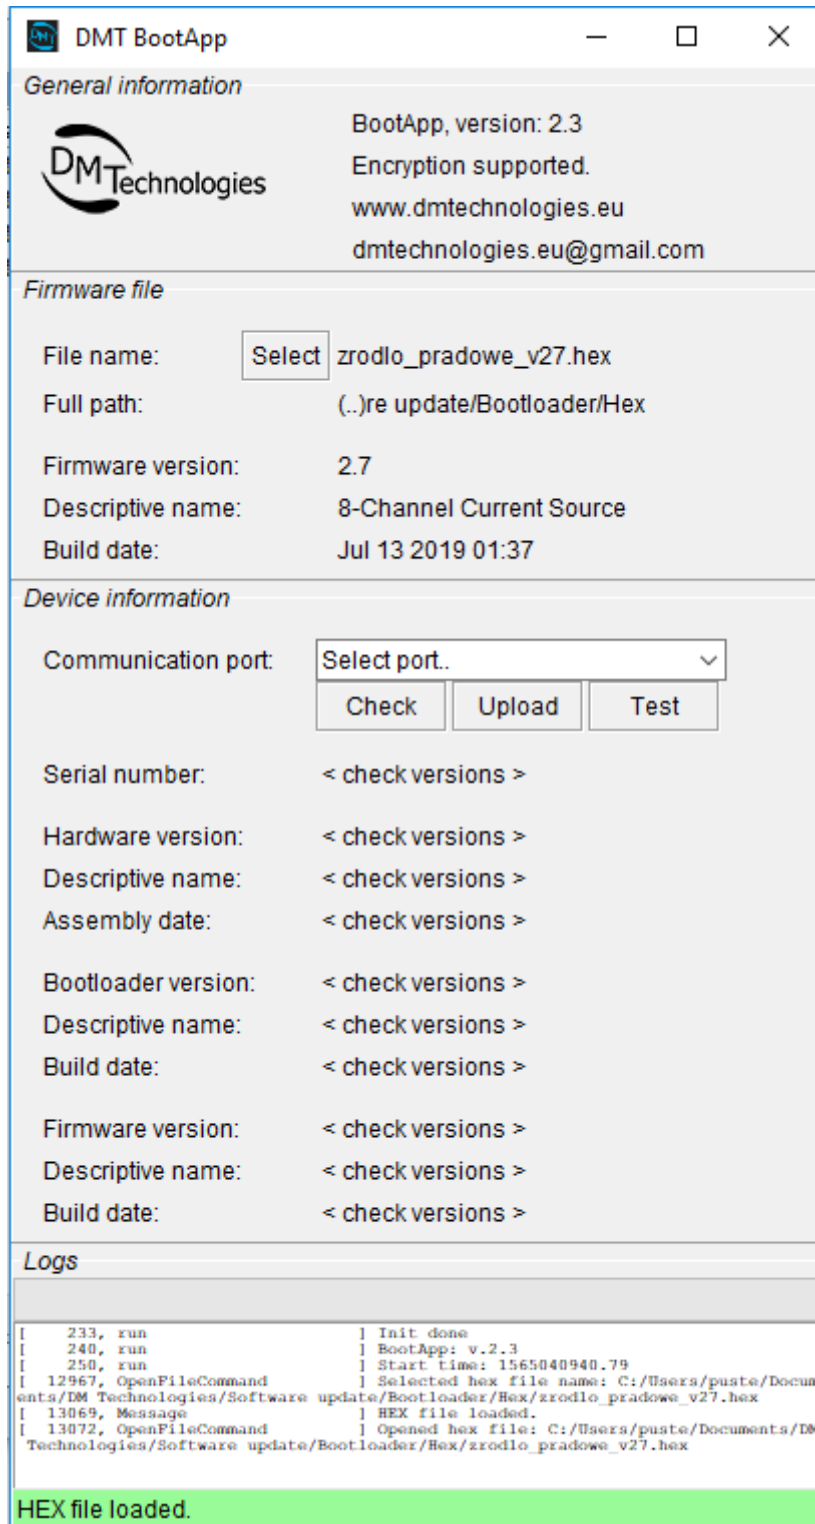 DMT BootApp
General information
DMTechnologies
BootApp, version: 2.3
Encryption supported.
www.dmtechnologies.eu
dmtechnologies.eu@gmail.com
Firmware file
File name: Select zrodlo_pradowe_v27.hex
Full path: (..)re update/Bootloader/Hex
Firmware version: 2.7
Descriptive name: 8-Channel Current Source
Build date: Jul 13 2019 01:37
Device information
Communication port: Select port..
Check Upload Test
Serial number: < check versions >
Hardware version: < check versions >
Descriptive name: < check versions >
Assembly date: < check versions >
Bootloader version: < check versions >
Descriptive name: < check versions >
Build date: < check versions >
Firmware version: < check versions >
Descriptive name: < check versions >
Build date: < check versions >
Logs
[ 233, run ] Init done
[ 240, run ] BootApp: v.2.3
[ 250, run ] Start time: 1565040940.79
[ 12967, OpenFileCommand ] Selected hex file name: C:/Users/puste/Docum
ents/DM Technologies/Software update/Bootloader/Hex/zrodlo_pradowe_v27.hex
[ 13069, Message ] HEX file loaded.
[ 13072, OpenFileCommand ] Opened hex file: C:/Users/puste/Documents/DM
Technologies/Software update/Bootloader/Hex/zrodlo_pradowe_v27.hex
HEX file loaded.